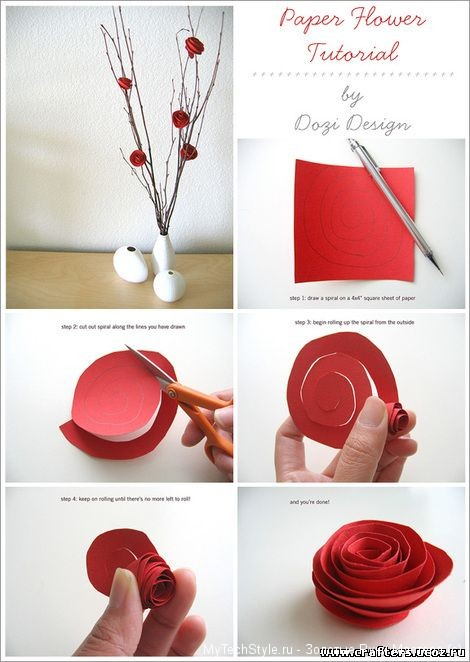 Paper Flower
Tutorial
by
Dozi Design
step 1: draw a spiral on a 4x4" square sheet of paper
step 2: cut out spiral along the lines you have drawn
step 3: begin rolling up the spiral from the outside
step 4: keep on rolling until there's no more left to roll!
and you're done!
MyTechStyle.ru - Золотые
www.crafters.ucoz.ru